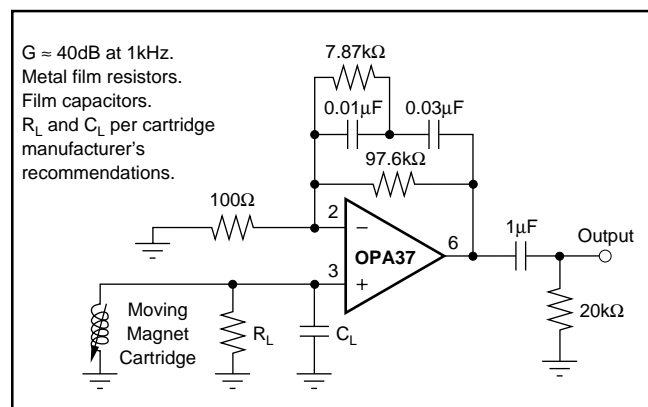 G ≈ 40dB at 1kHz.
Metal film resistors.
Film capacitors.
R_L and C_L per cartridge
manufacturer's
recommendations.
7.87kΩ
0.01µF
0.03µF
97.6kΩ
100Ω
2
−
3
+
OPA37
6
1µF
Output
20kΩ
Moving
Magnet
Cartridge
R_L
C_L